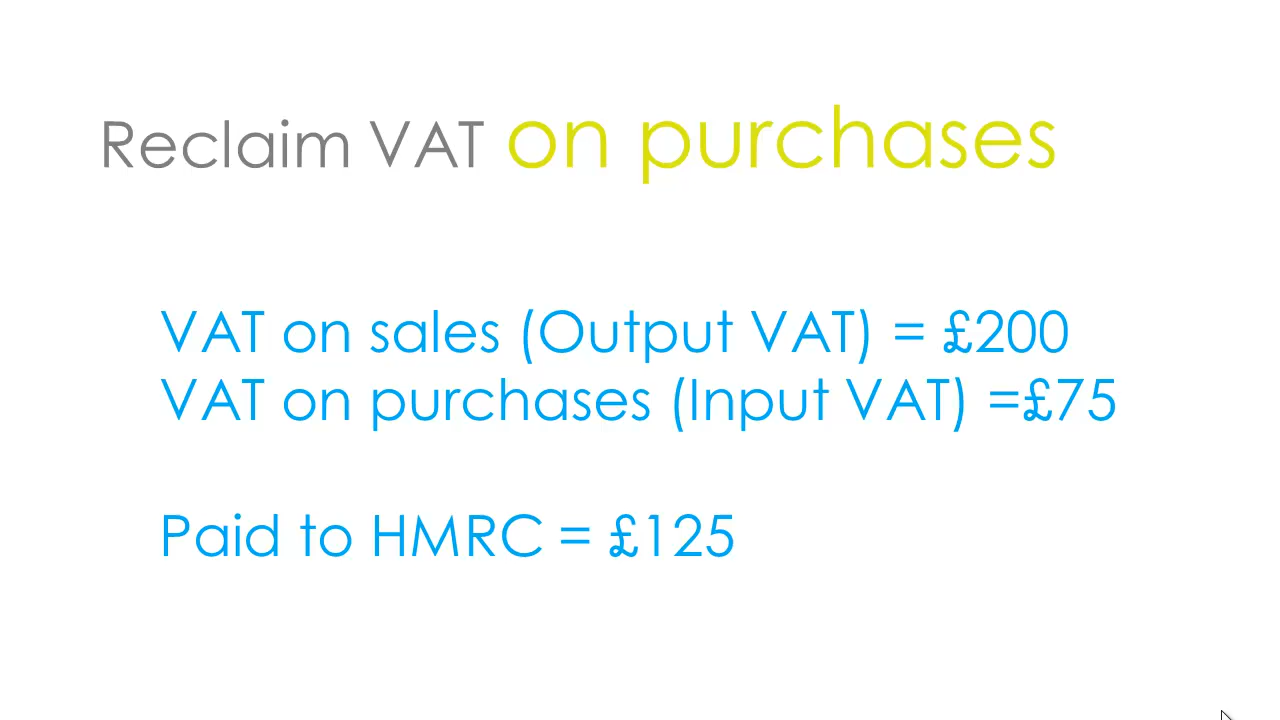 Reclaim VAT on purchases
VAT on sales (Output VAT) = £200
VAT on purchases (Input VAT) =£75
Paid to HMRC = £125